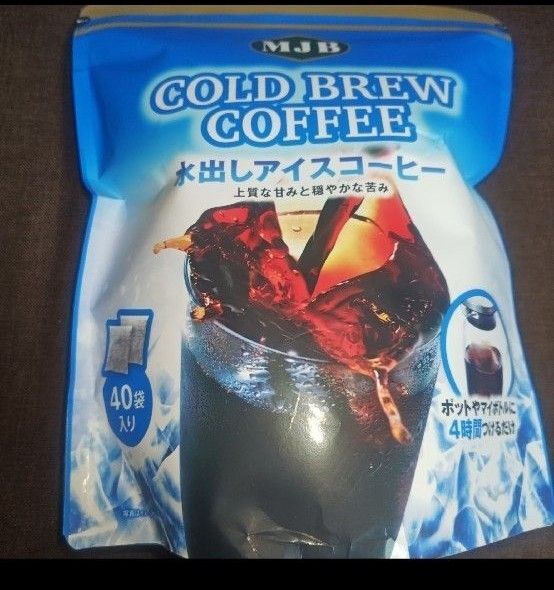 MJB
COLD BREW
COFFEE
水出しアイスコーヒー
上質な甘みと穏やかな苦み
40袋
入り
ポットやマイボトルに
4時間つけるだけ